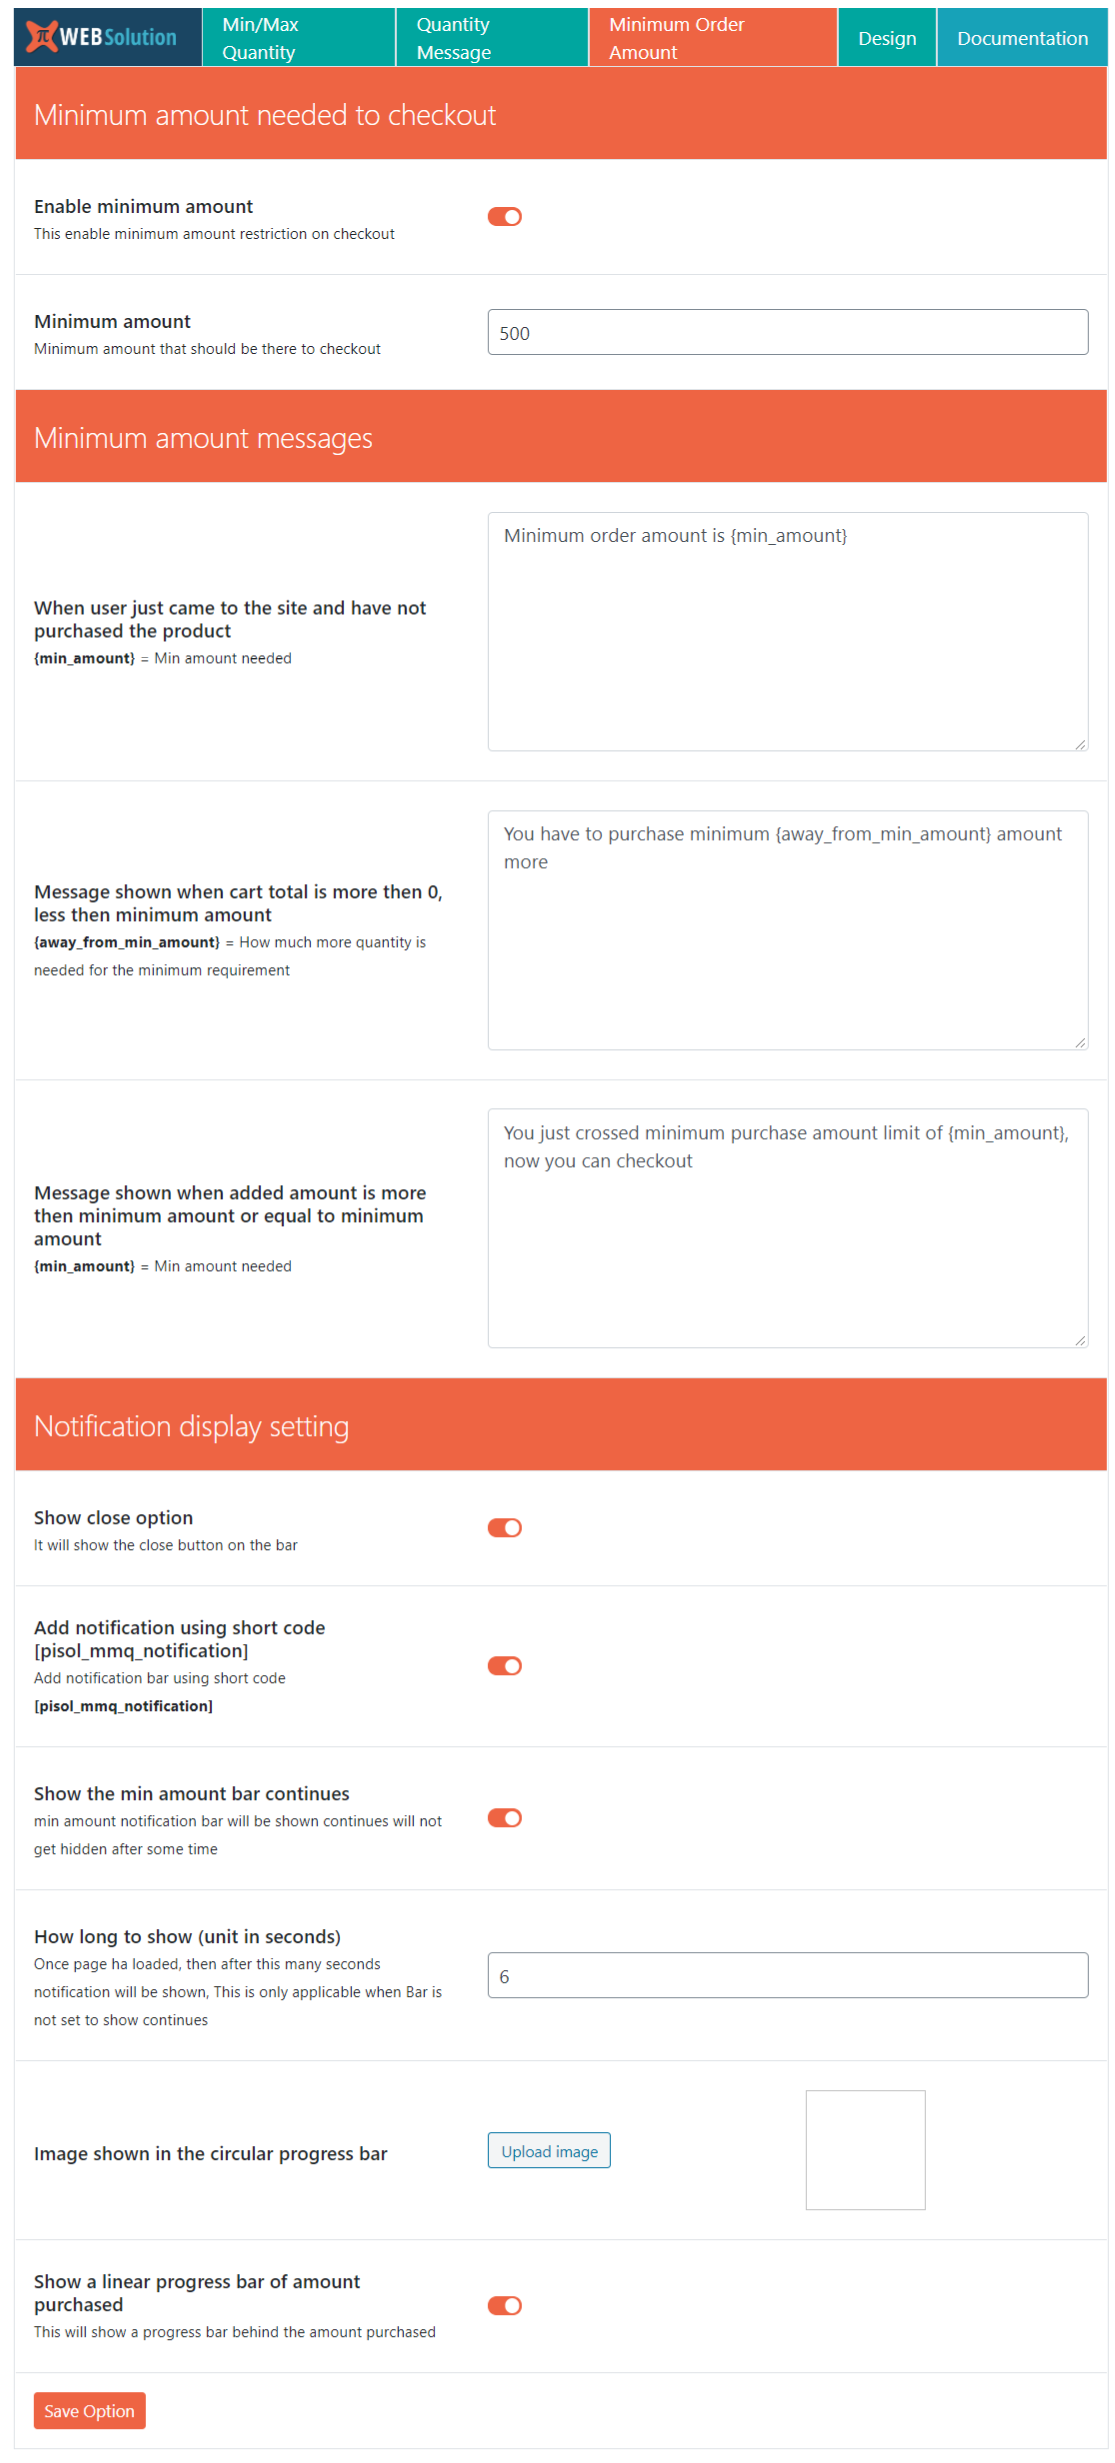 π WEB Solution
Min/Max
Quantity
Quantity
Message
Minimum Order
Amount
Design
Documentation
Minimum amount needed to checkout
Enable minimum amount
This enable minimum amount restriction on checkout
Minimum amount
Minimum amount that should be there to checkout
500
Minimum amount messages
When user just came to the site and have not
purchased the product
{min_amount} = Min amount needed
Minimum order amount is {min_amount}
Message shown when cart total is more then 0,
less then minimum amount
{away_from_min_amount} = How much more quantity is
needed for the minimum requirement
You have to purchase minimum {away_from_min_amount} amount
more
Message shown when added amount is more
then minimum amount or equal to minimum
amount
{min_amount} = Min amount needed
You just crossed minimum purchase amount limit of {min_amount},
now you can checkout
Notification display setting
Show close option
It will show the close button on the bar
Add notification using short code
[pisol_mmq_notification]
Add notification bar using short code
[pisol_mmq_notification]
Show the min amount bar continues
min amount notification bar will be shown continues will not
get hidden after some time
How long to show (unit in seconds)
Once page ha loaded, then after this many seconds
notification will be shown, This is only applicable when Bar is
not set to show continues
6
Image shown in the circular progress bar
Upload image
Show a linear progress bar of amount
purchased
This will show a progress bar behind the amount purchased
Save Option